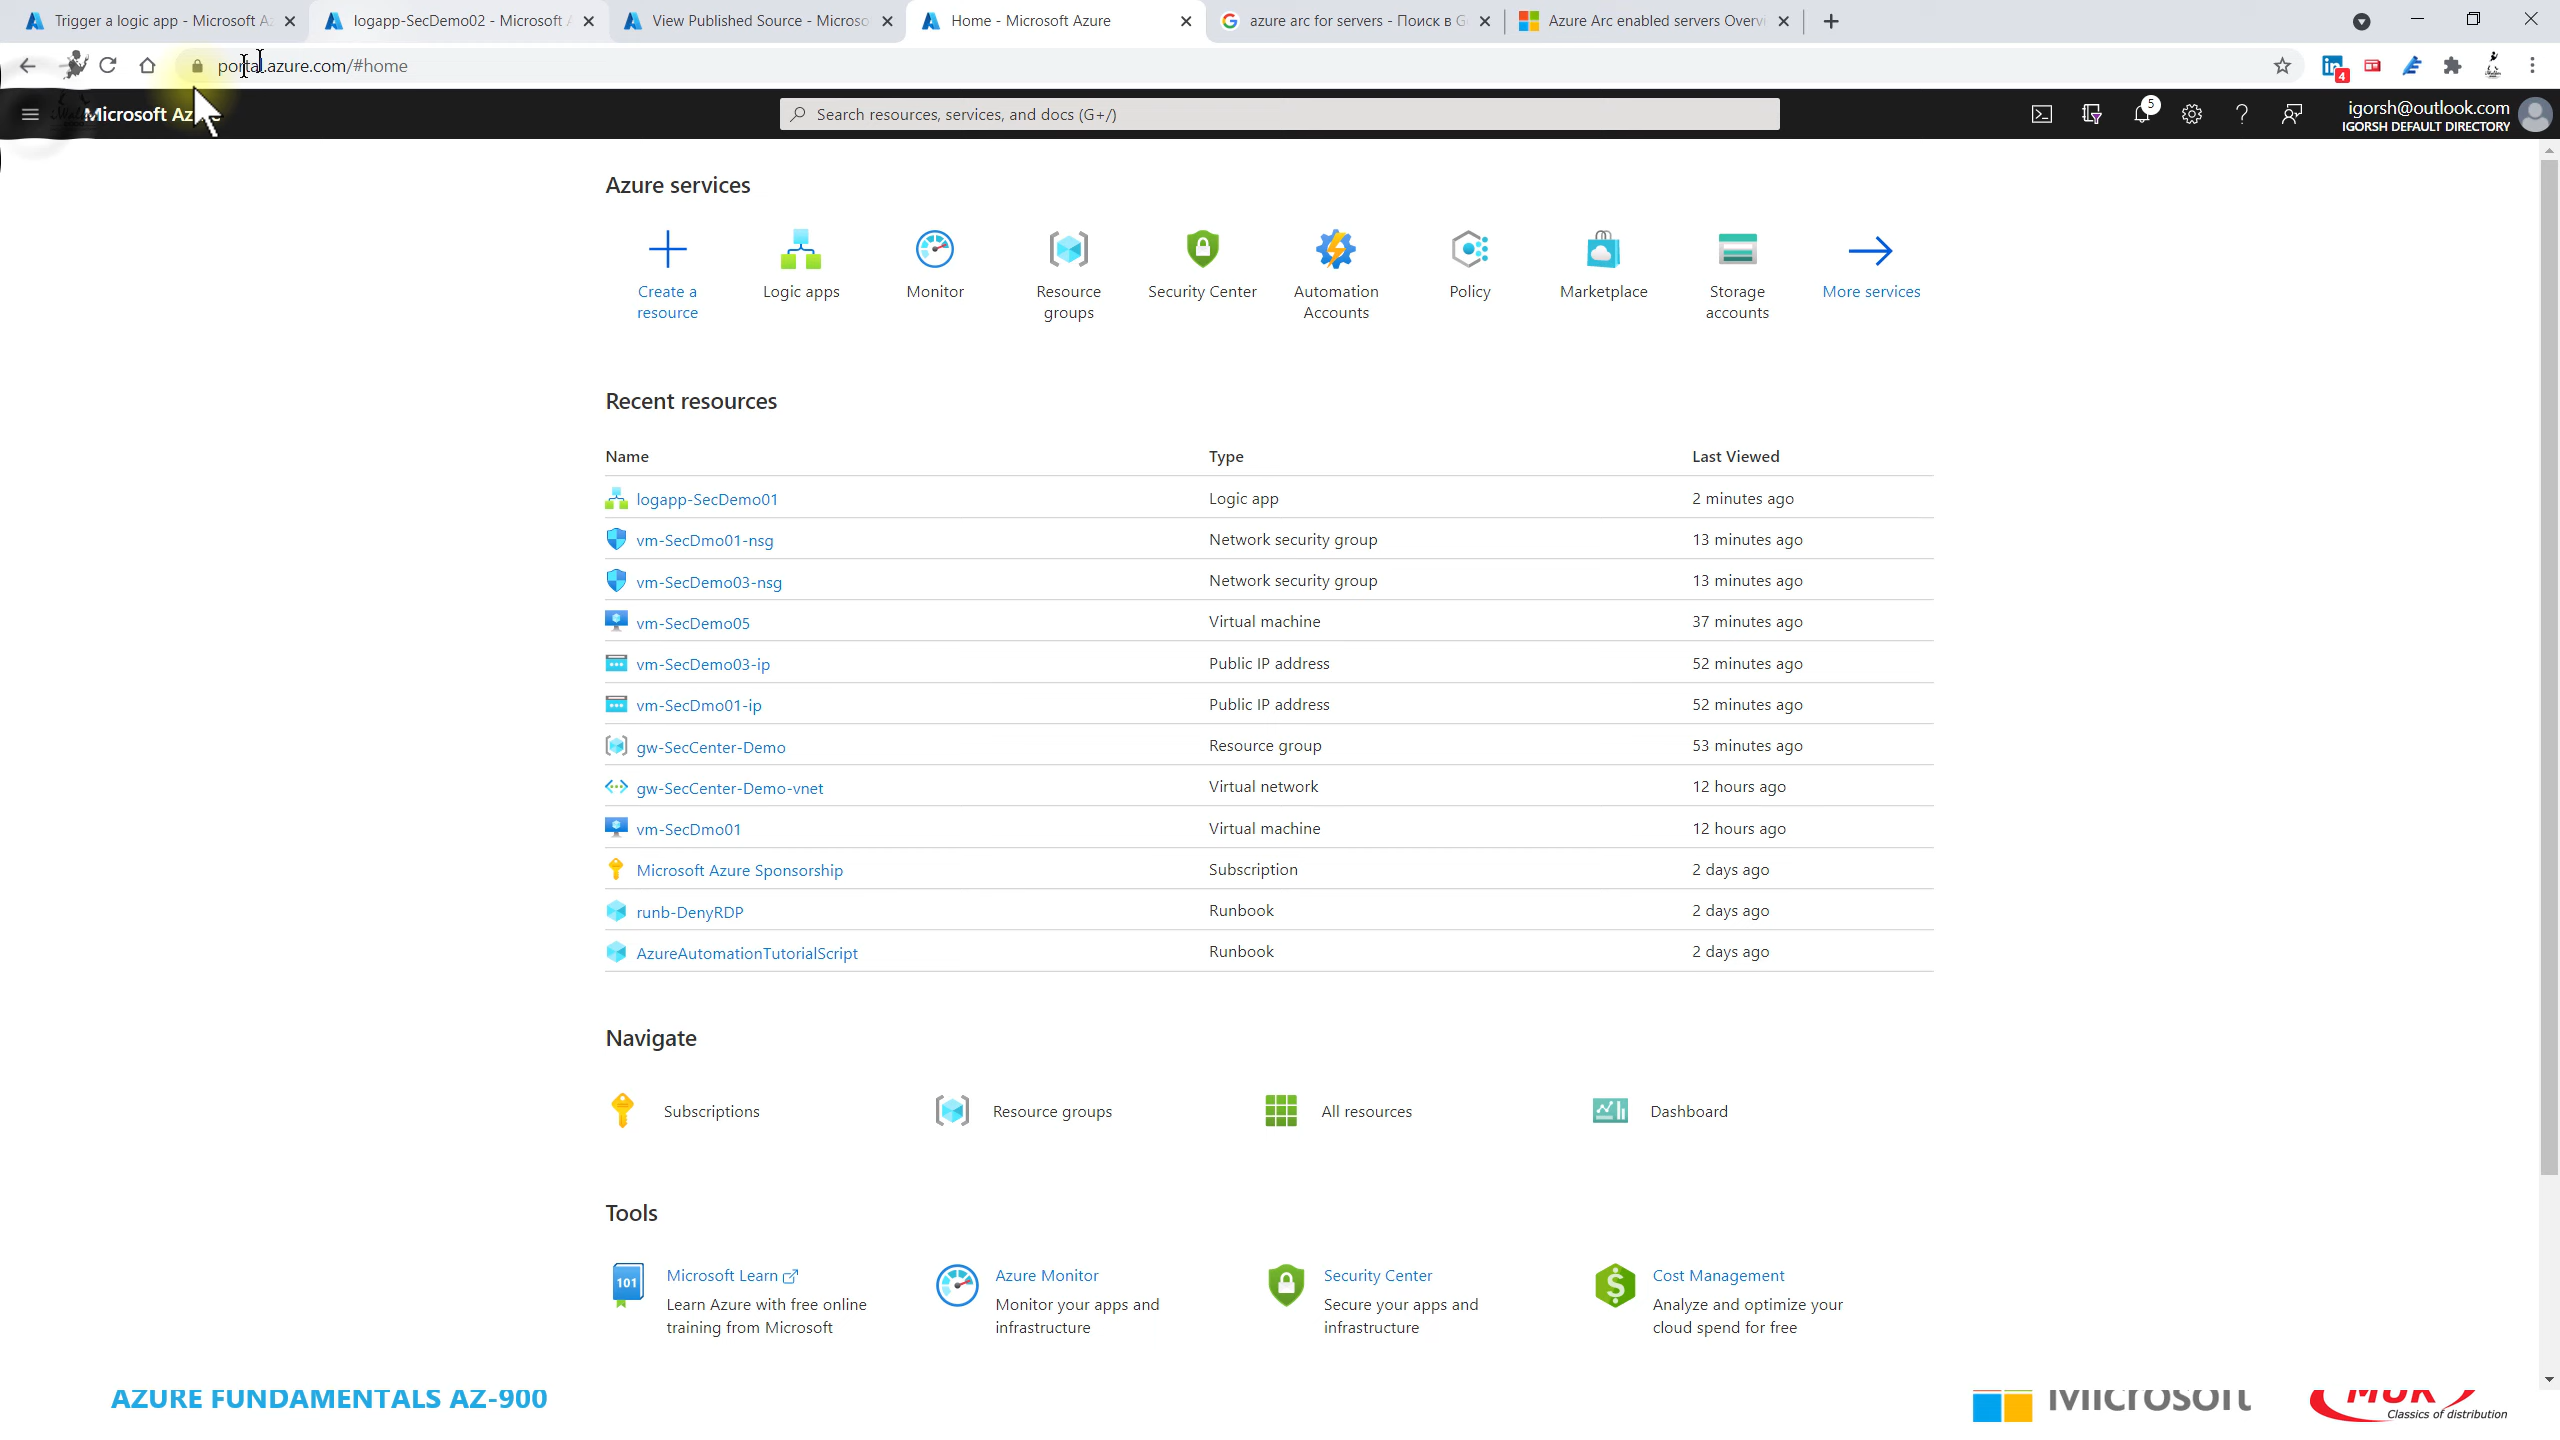 Trigger a logic app - Microsoft A
logapp-SecDemo02 - Microsoft
View Published Source - Microso
Home - Microsoft Azure
azure arc for servers - Поиск в G
Azure Arc enabled servers Overvi
portal.azure.com/#home
4
Microsoft Az
Search resources, services, and docs (G+/)
5
igorsh@outlook.com
IGORSH DEFAULT DIRECTORY
Azure services
Create a
resource
Logic apps
Monitor
Resource
groups
Security Center
Automation
Accounts
Policy
Marketplace
Storage
accounts
More services
Recent resources
Name Type Last Viewed
logapp-SecDemo01 Logic app 2 minutes ago
vm-SecDmo01-nsg Network security group 13 minutes ago
vm-SecDemo03-nsg Network security group 13 minutes ago
vm-SecDemo05 Virtual machine 37 minutes ago
vm-SecDemo03-ip Public IP address 52 minutes ago
vm-SecDmo01-ip Public IP address 52 minutes ago
gw-SecCenter-Demo Resource group 53 minutes ago
gw-SecCenter-Demo-vnet Virtual network 12 hours ago
vm-SecDmo01 Virtual machine 12 hours ago
Microsoft Azure Sponsorship Subscription 2 days ago
runb-DenyRDP Runbook 2 days ago
AzureAutomationTutorialScript Runbook 2 days ago
Navigate
Subscriptions
Resource groups
All resources
Dashboard
Tools
101
Microsoft Learn
Learn Azure with free online
training from Microsoft
Azure Monitor
Monitor your apps and
infrastructure
Security Center
Secure your apps and
infrastructure
Cost Management
Analyze and optimize your
cloud spend for free
AZURE FUNDAMENTALS AZ-900
Microsoft
MUK
Classics of distribution